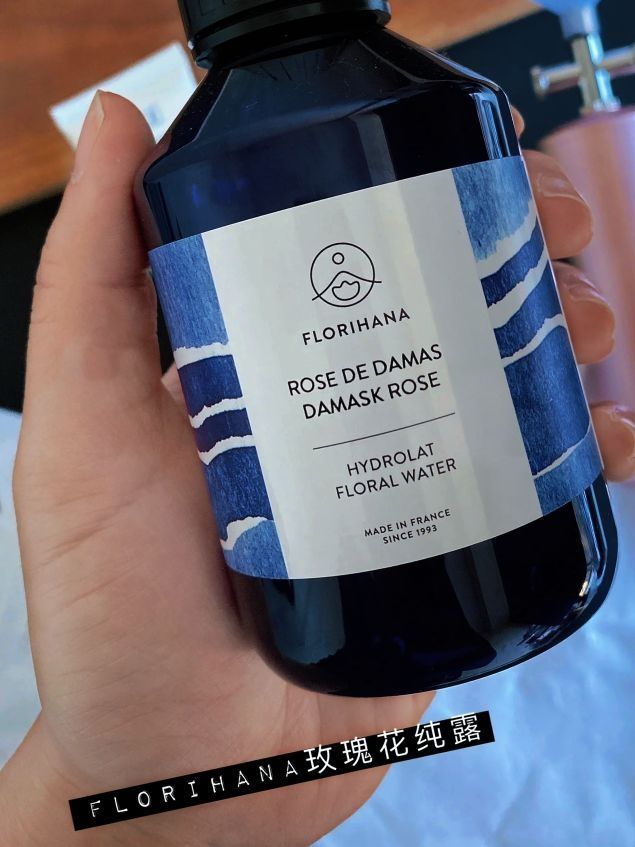 FLORIHANA
ROSE DE DAMAS
DAMASK ROSE
HYDROLAT
FLORAL WATER
MADE IN FRANCE
SINCE 1993
FLORIHANA玫瑰花纯露